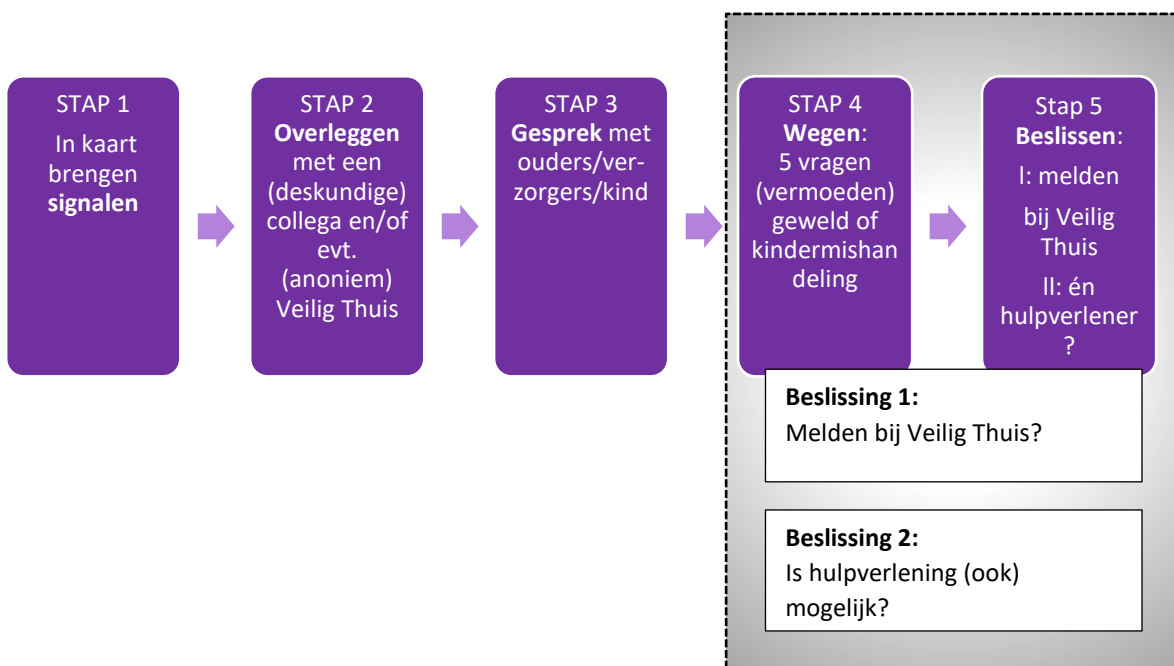 STAP 1
In kaart
brengen
signalen
STAP 2
Overleggen
met een
(deskundige)
collega en/of
evt.
(anoniem)
Veilig Thuis
STAP 3
Gesprek met
ouders/ver-
zorgers/kind
STAP 4
Wegen:
5 vragen
(vermoeden)
geweld of
kindermishan
deling
Stap 5
Beslissen:
I: melden
bij Veilig
Thuis
ll: én
hulpverlener
?
Beslissing 1:
Melden bij Veilig Thuis?
Beslissing 2:
Is hulpverlening (ook)
mogelijk?